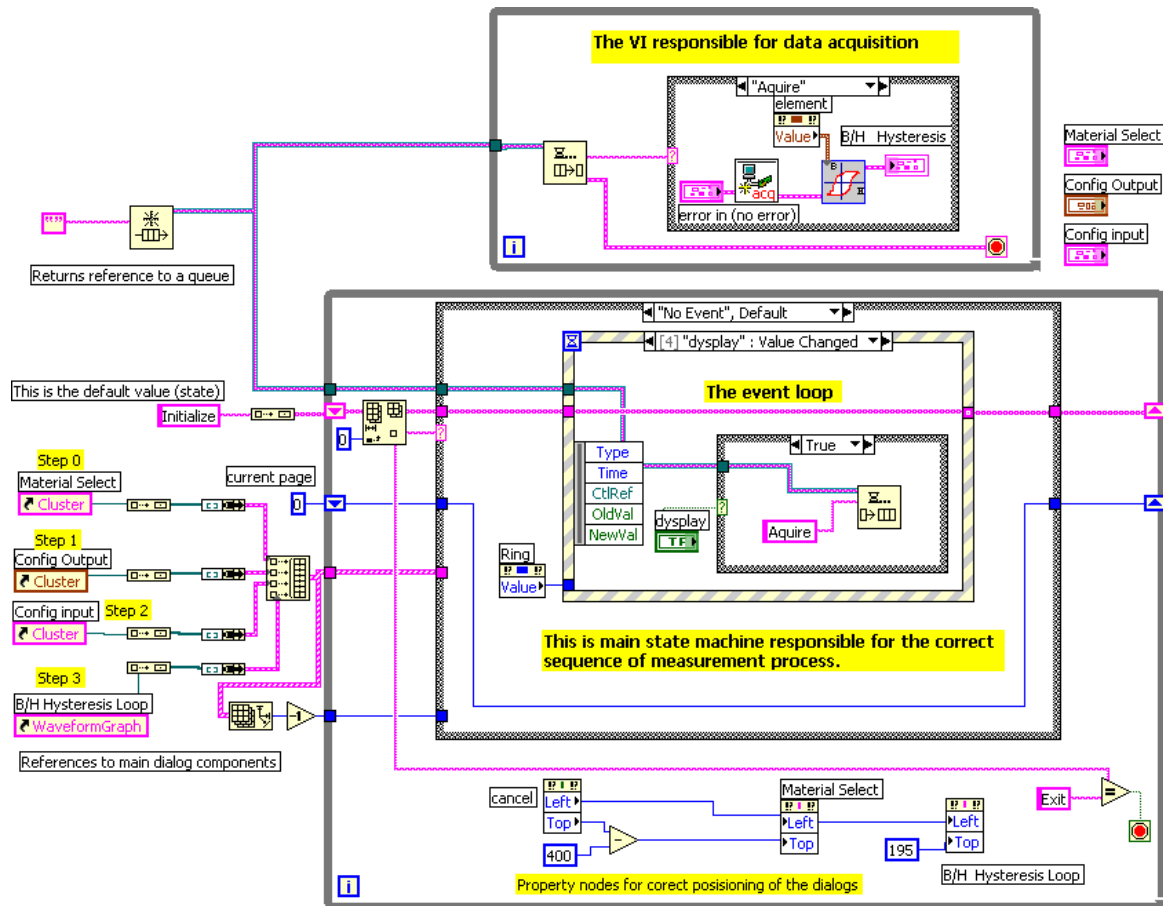 The VI responsible for data acquisition
"Aquire"
element
Value
B/H Hysteresis
B
H
acq
error in (no error)
i
Material Select
Config Output
Config input
""
Returns reference to a queue
"No Event", Default
[4] "dysplay" : Value Changed
The event loop
This is the default value (state)
Initialize
0
?
?
True
Type
Time
CtlRef
OldVal
NewVal
?
dysplay
TF
Aquire
Step 0
Material Select
Cluster
current page
0
Step 1
Config Output
Cluster
Ring
Value
Config input
Step 2
Cluster
This is main state machine responsible for the correct
sequence of measurement process.
Step 3
B/H Hysteresis Loop
WaveformGraph
-1
References to main dialog components
cancel
Left
Top
400
-
Material Select
Left
Top
195
Left
Top
B/H Hysteresis Loop
Exit
=
Property nodes for corect posisioning of the dialogs
i